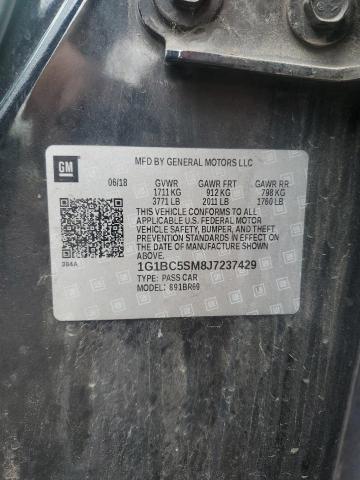 GM
MFD BY GENERAL MOTORS LLC
06/18 GVWR GAWR FRT GAWR RR
1711 KG 912 KG 798 KG
3771 LB 2011 LB 1760 LB
THIS VEHICLE CONFORMS TO ALL
APPLICABLE U.S. FEDERAL MOTOR
VEHICLE SAFETY, BUMPER, AND THEFT
PREVENTION STANDARDS IN EFFECT ON
THE DATE OF MANUFACTURE SHOWN
ABOVE.
384A
1G1BC5SM8J7237429
TYPE: PASS CAR
MODEL: 891BR69